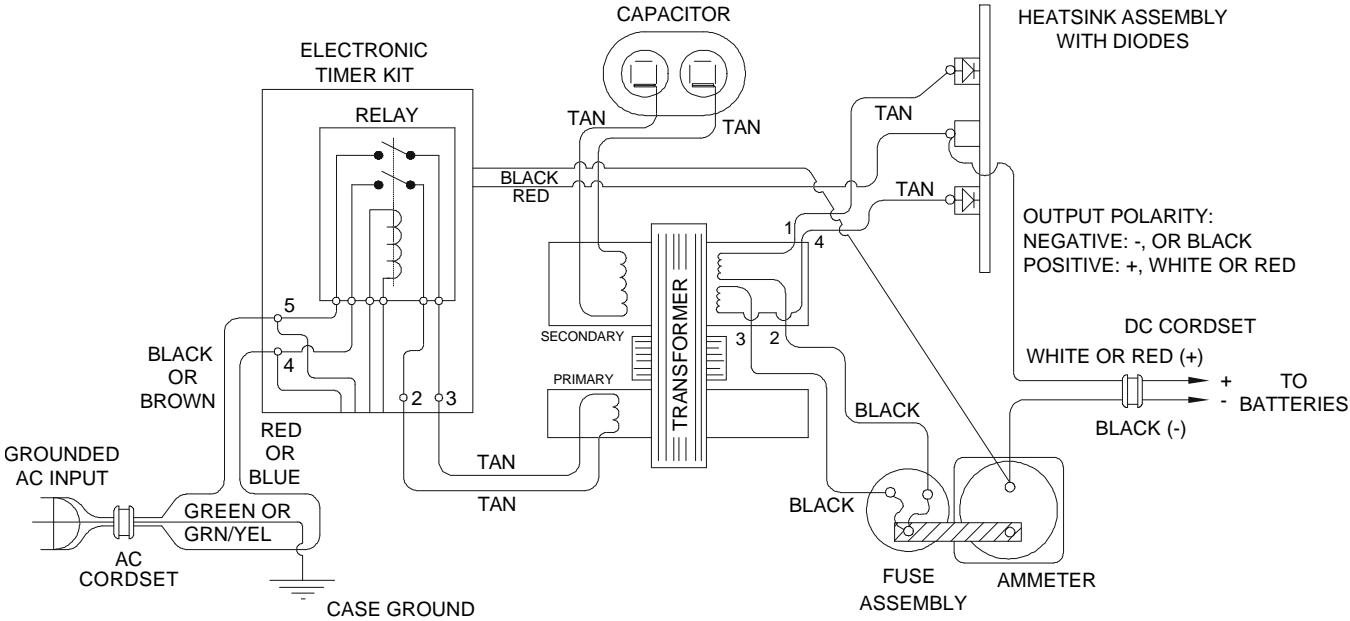 CAPACITOR
HEATSINK ASSEMBLY
WITH DIODES
ELECTRONIC
TIMER KIT
RELAY
TAN
TAN
TAN
BLACK
RED
TAN
1
4
OUTPUT POLARITY:
NEGATIVE: -, OR BLACK
POSITIVE: +, WHITE OR RED
TRANSFORMER
SECONDARY
3
2
PRIMARY
5
4
BLACK
OR
BROWN
2
3
DC CORDSET
WHITE OR RED (+)
+
-
TO
BATTERIES
BLACK (-)
BLACK
BLACK
RED
OR
BLUE
TAN
TAN
GROUNDED
AC INPUT
GREEN OR
GRN/YEL
AC
CORDSET
CASE GROUND
FUSE
ASSEMBLY
AMMETER